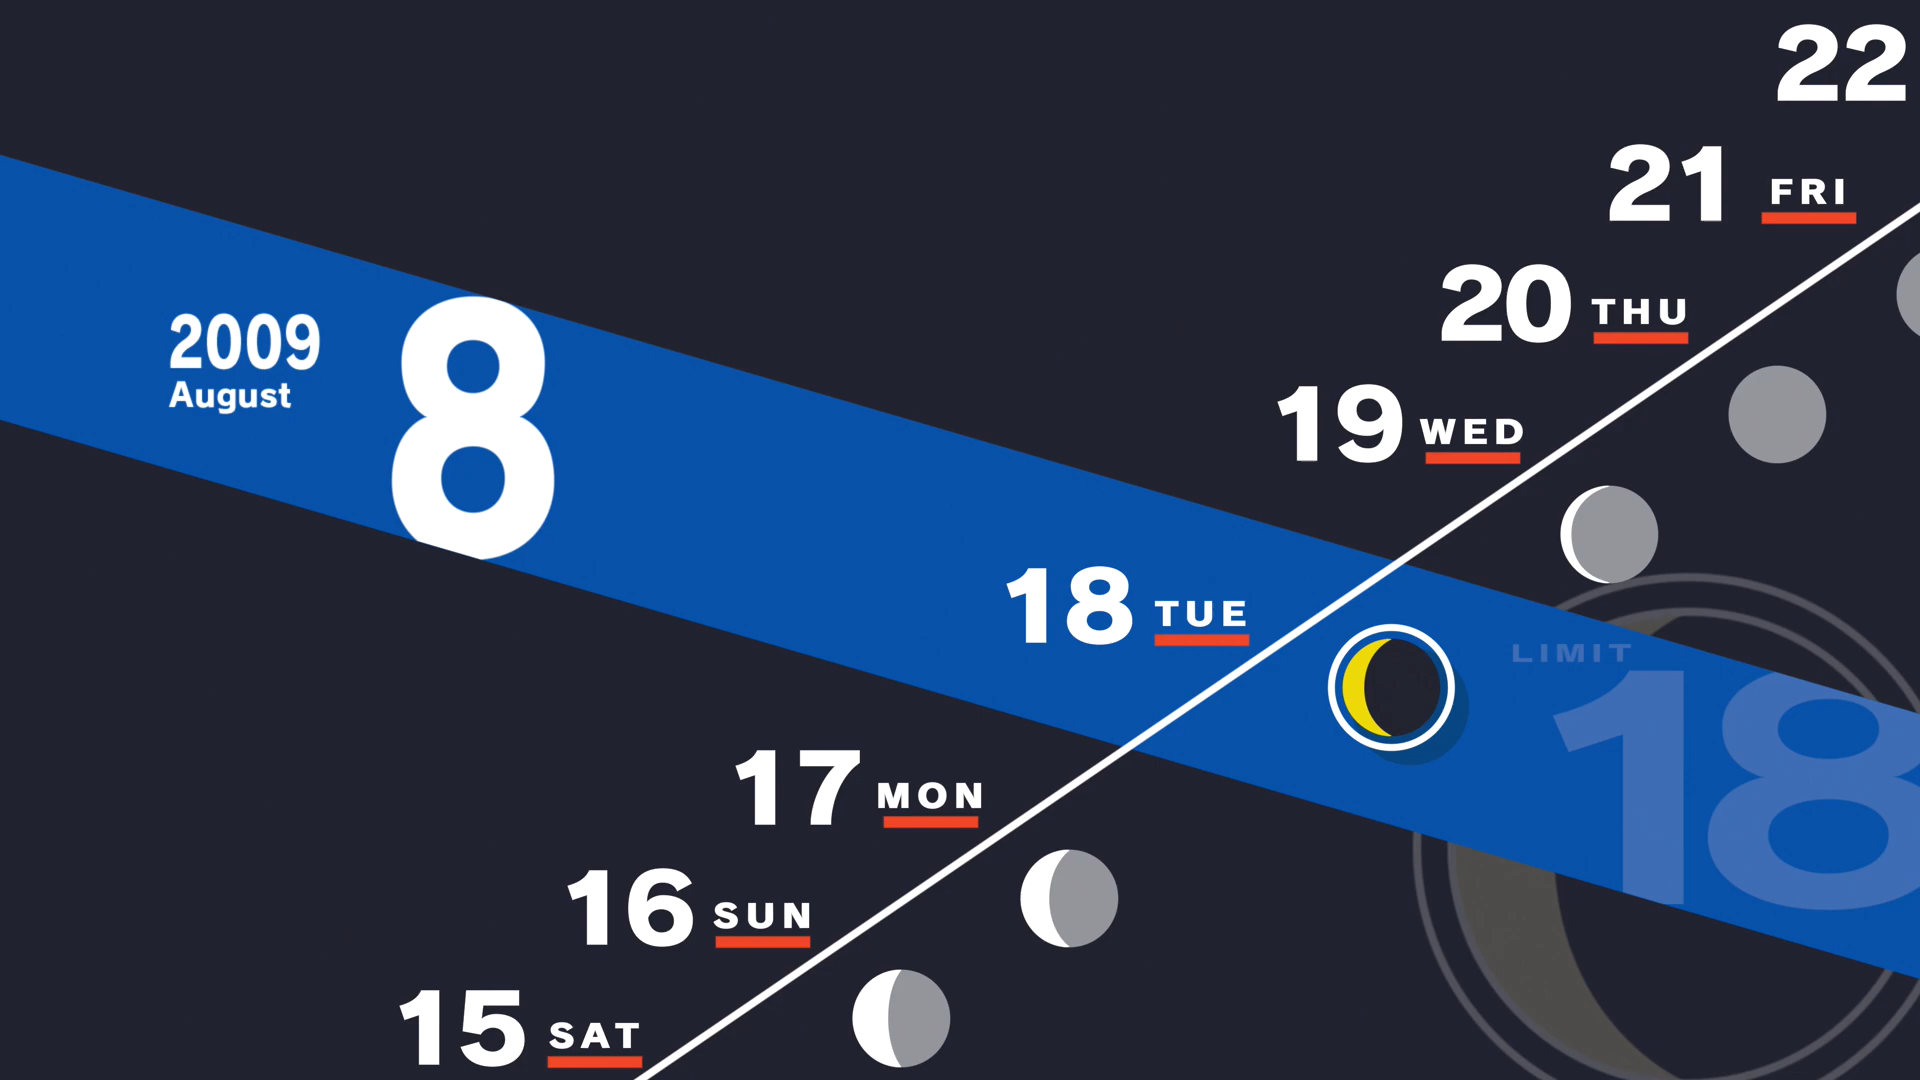 22
21 FRI
20 THU
19 WED
18 TUE
17 MON
16 SUN
15 SAT
2009
August
8
LIMIT
18